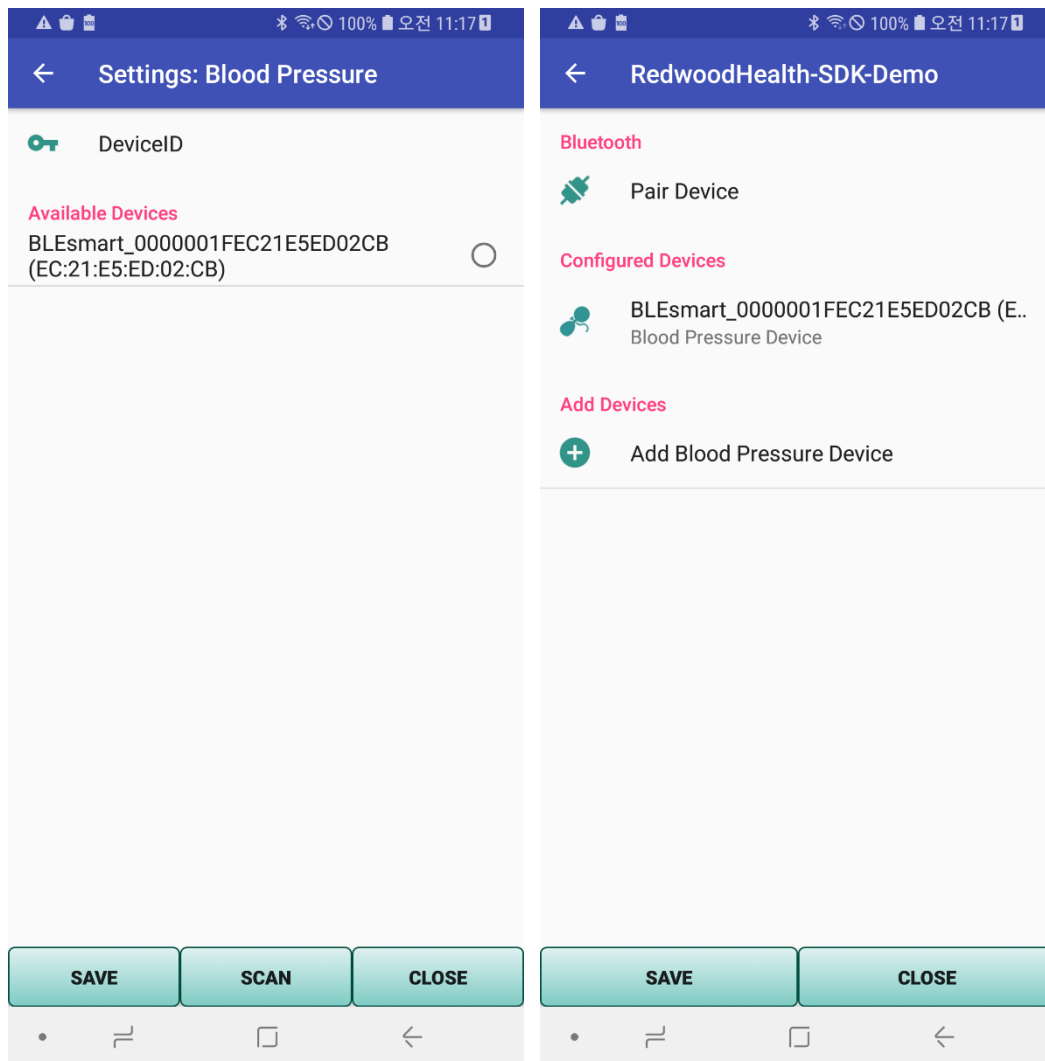 100% 오전 11:17 1
Settings: Blood Pressure
DeviceID
Available Devices
BLEsmart_0000001FEC21E5ED02CB
(EC:21:E5:ED:02:CB)
SAVE SCAN CLOSE
100% 오전 11:17 1
RedwoodHealth-SDK-Demo
Bluetooth
Pair Device
Configured Devices
BLEsmart_0000001FEC21E5ED02CB (E..
Blood Pressure Device
Add Devices
Add Blood Pressure Device
SAVE CLOSE